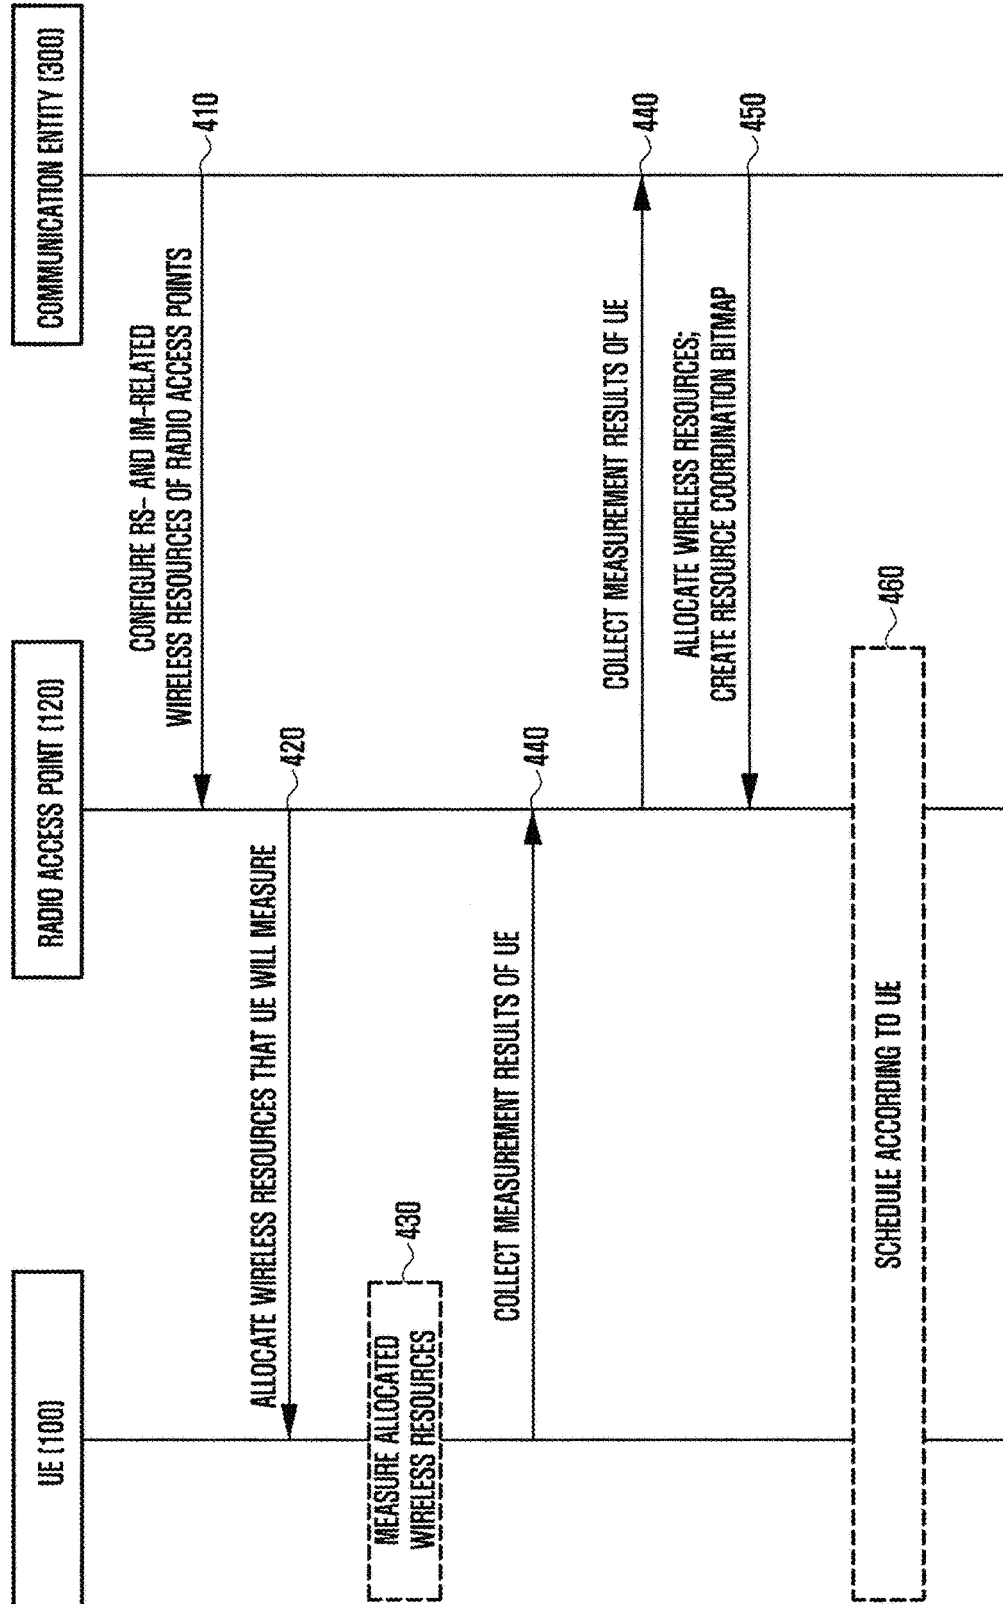 UE (100)
RADIO ACCESS POINT (120)
COMMUNICATION ENTITY (300)
CONFIGURE RS- AND IM-RELATED
WIRELESS RESOURCES OF RADIO ACCESS POINTS
410
ALLOCATE WIRELESS RESOURCES THAT UE WILL MEASURE
420
MEASURE ALLOCATED
WIRELESS RESOURCES
430
COLLECT MEASUREMENT RESULTS OF UE
440
COLLECT MEASUREMENT RESULTS OF UE
440
ALLOCATE WIRELESS RESOURCES;
CREATE RESOURCE COORDINATION BITMAP
450
SCHEDULE ACCORDING TO UE
460